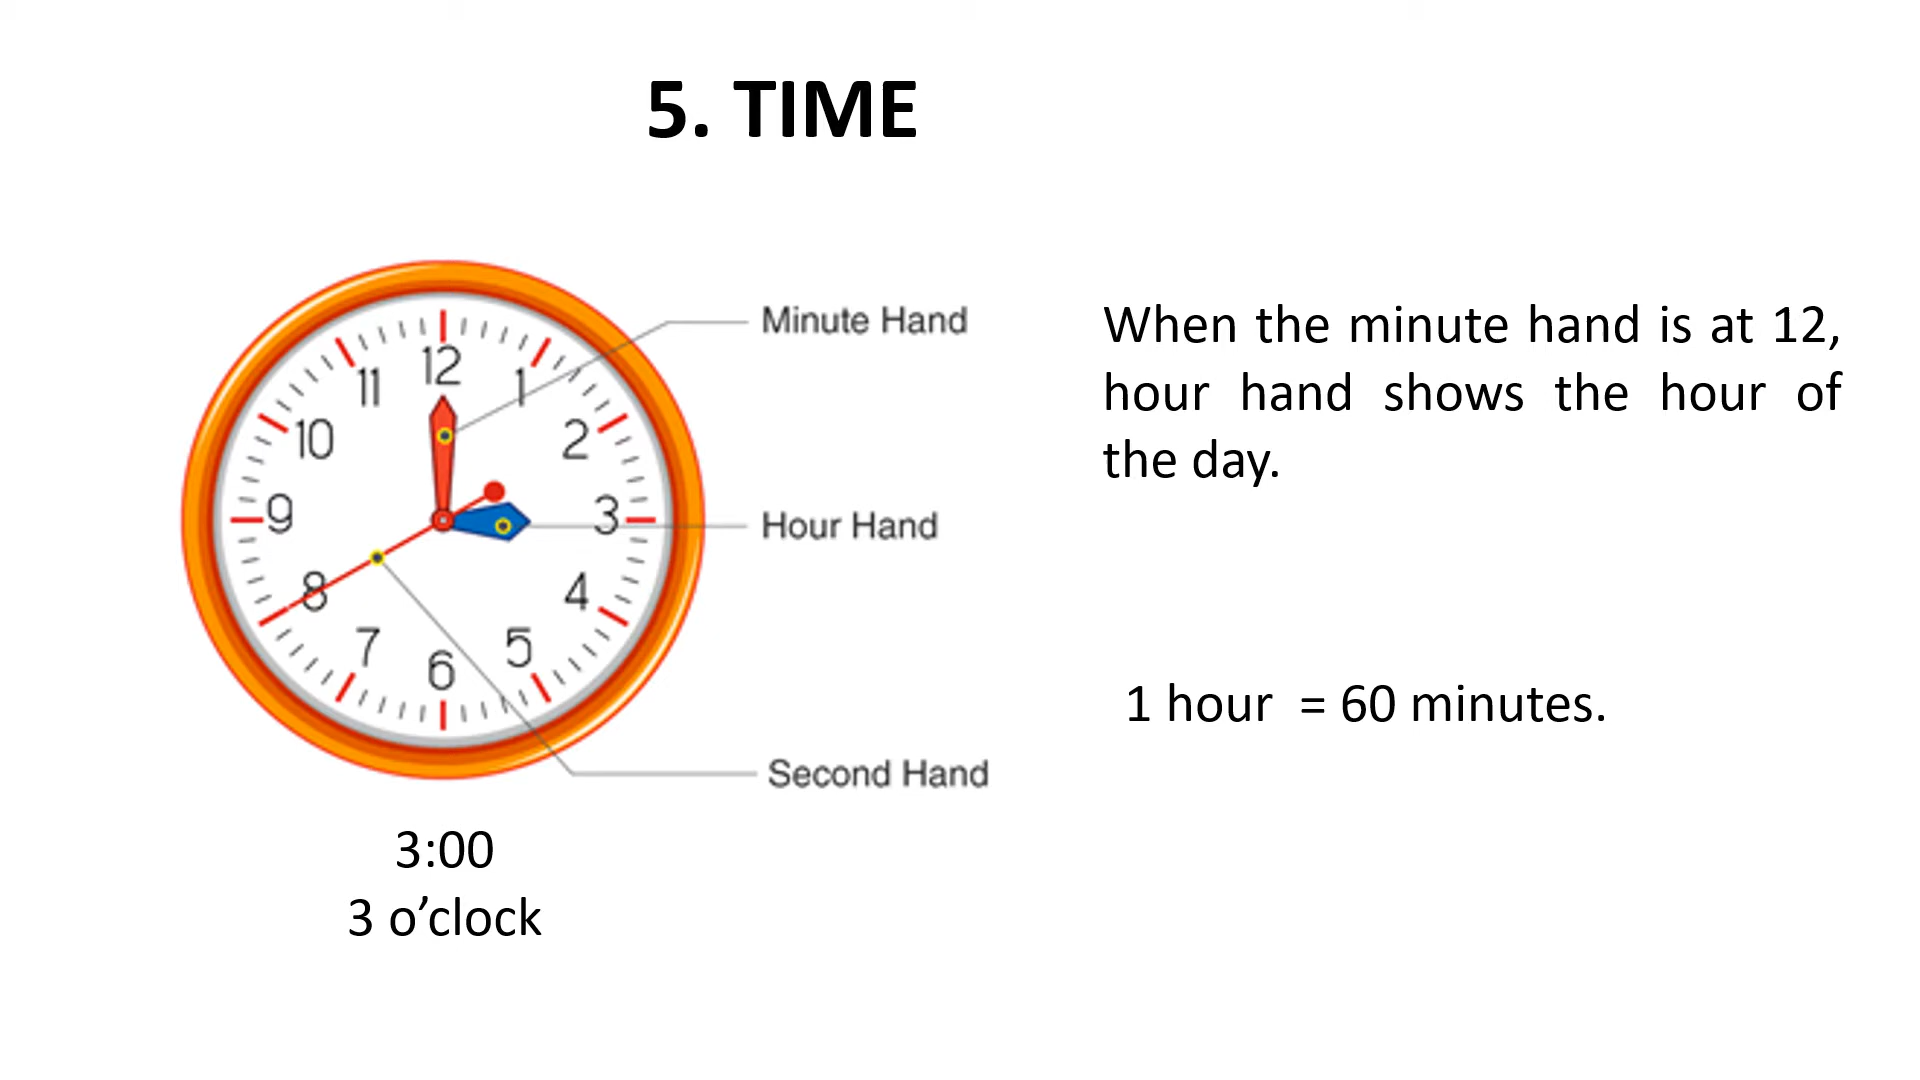 5. TIME
12
11
1
10
2
9
3
8
4
7
5
6
Minute Hand
Hour Hand
Second Hand
3:00
3 o’clock
When the minute hand is at 12,
hour hand shows the hour of
the day.
1 hour = 60 minutes.